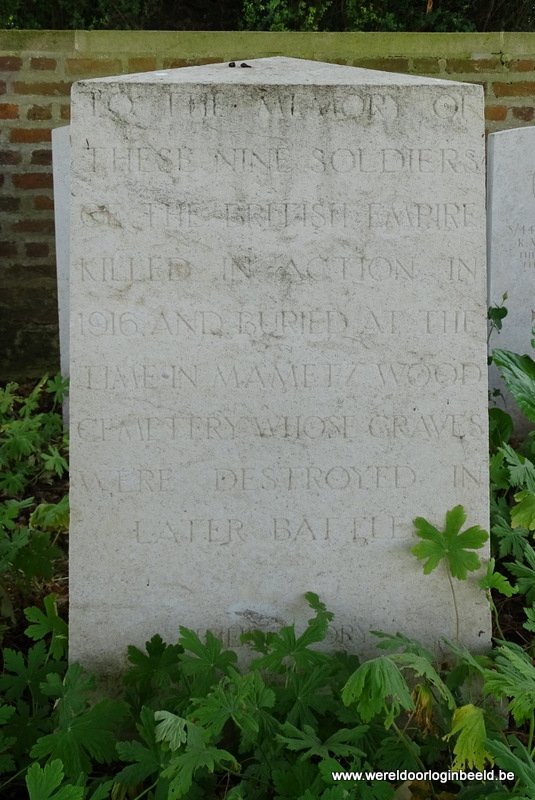 TO THE MEMORY OF
THESE NINE SOLDIERS
OF THE BRITISH EMPIRE
KILLED IN ACTION IN
1916 AND BURIED AT THE
TIME IN MAMETZ WOOD
CEMETERY WHOSE GRAVES
WERE DESTROYED IN
LATER BATTLE
www.wereldoorloginbeeld.be